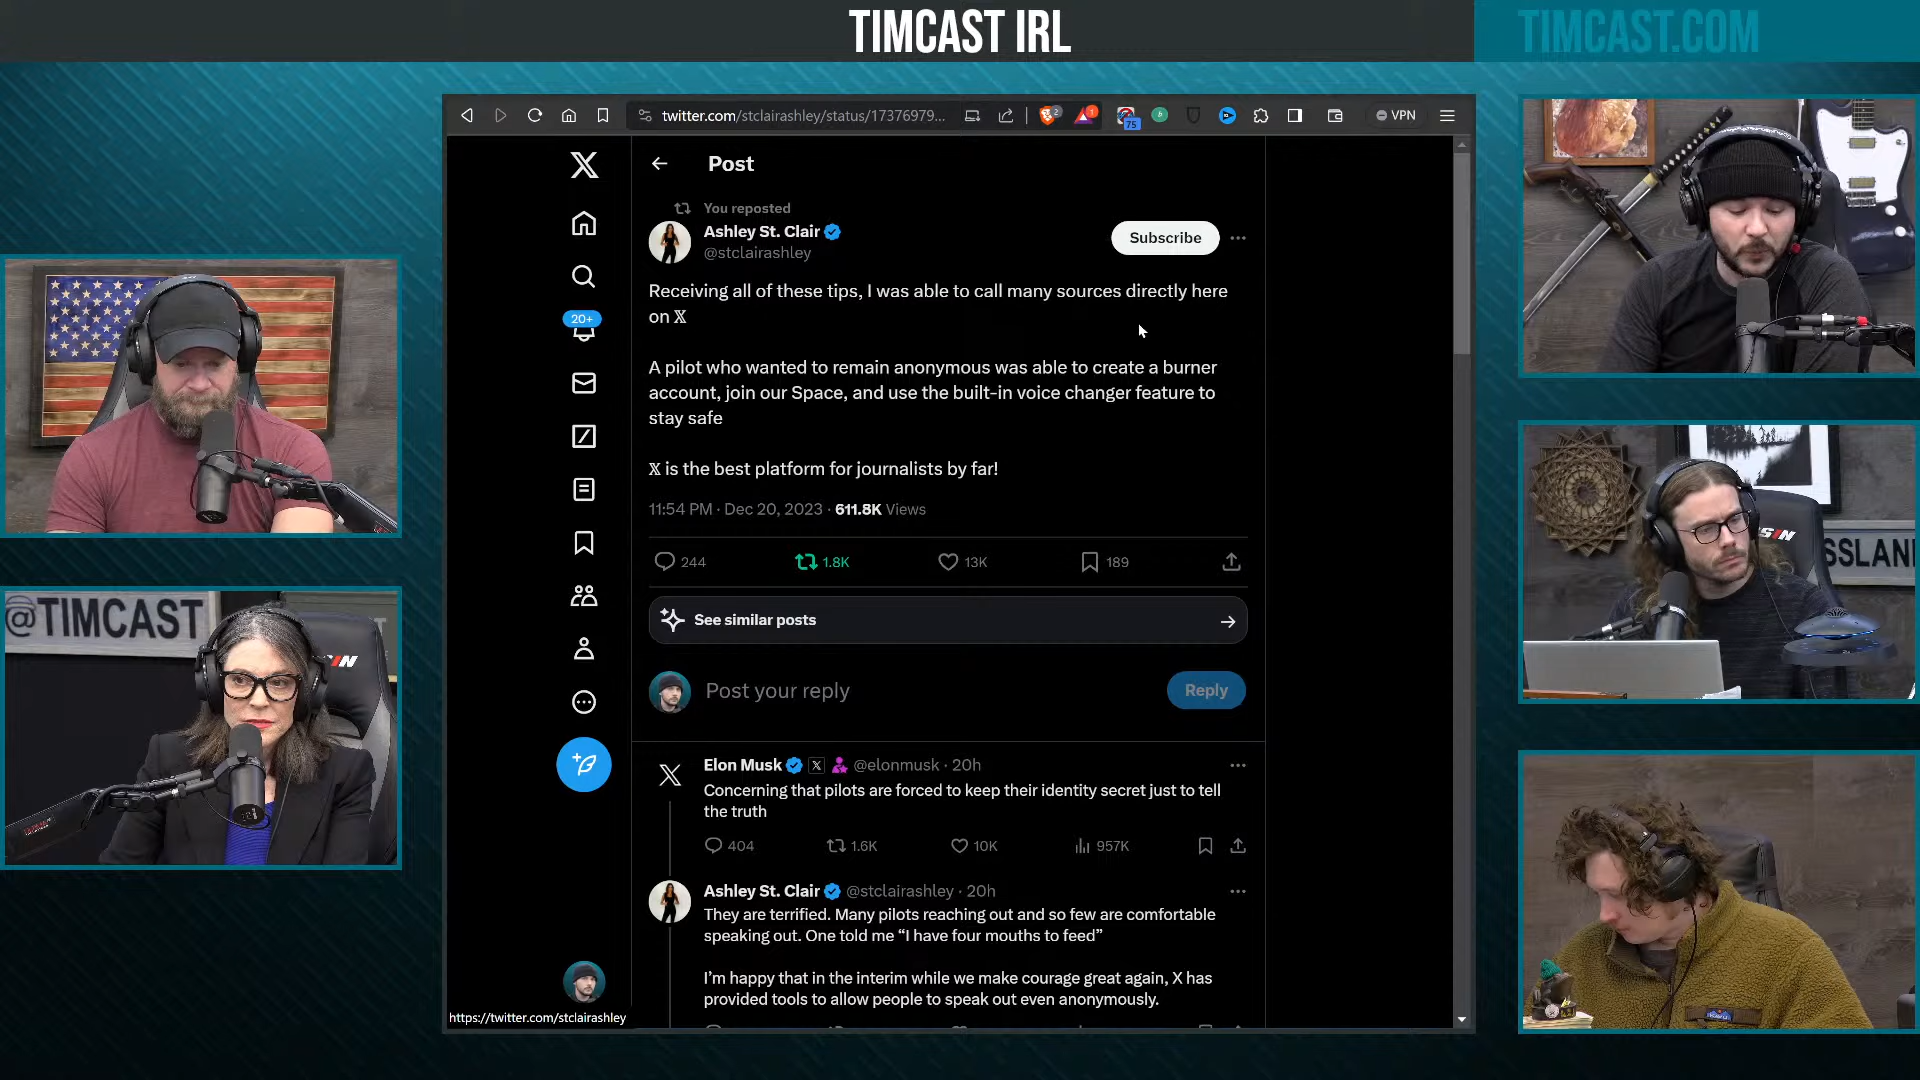 TIMCAST IRL
TIMCAST.COM
twitter.com/stclairashley/status/17376979...
2
1
75
VPN
Post
You reposted
Ashley St. Clair
@stclairashley
Subscribe
Receiving all of these tips, I was able to call many sources directly here
on 𝕏
A pilot who wanted to remain anonymous was able to create a burner
account, join our Space, and use the built-in voice changer feature to
stay safe
𝕏 is the best platform for journalists by far!
11:54 PM · Dec 20, 2023 · 611.8K Views
244
1.8K
13K
189
See similar posts
Post your reply
Reply
Elon Musk @elonmusk · 20h
Concerning that pilots are forced to keep their identity secret just to tell
the truth
404
1.6K
10K
957K
Ashley St. Clair @stclairashley · 20h
They are terrified. Many pilots reaching out and so few are comfortable
speaking out. One told me “I have four mouths to feed”
I’m happy that in the interim while we make courage great again, X has
provided tools to allow people to speak out even anonymously.
20+
https://twitter.com/stclairashley
@TIMCAST
SSLAN